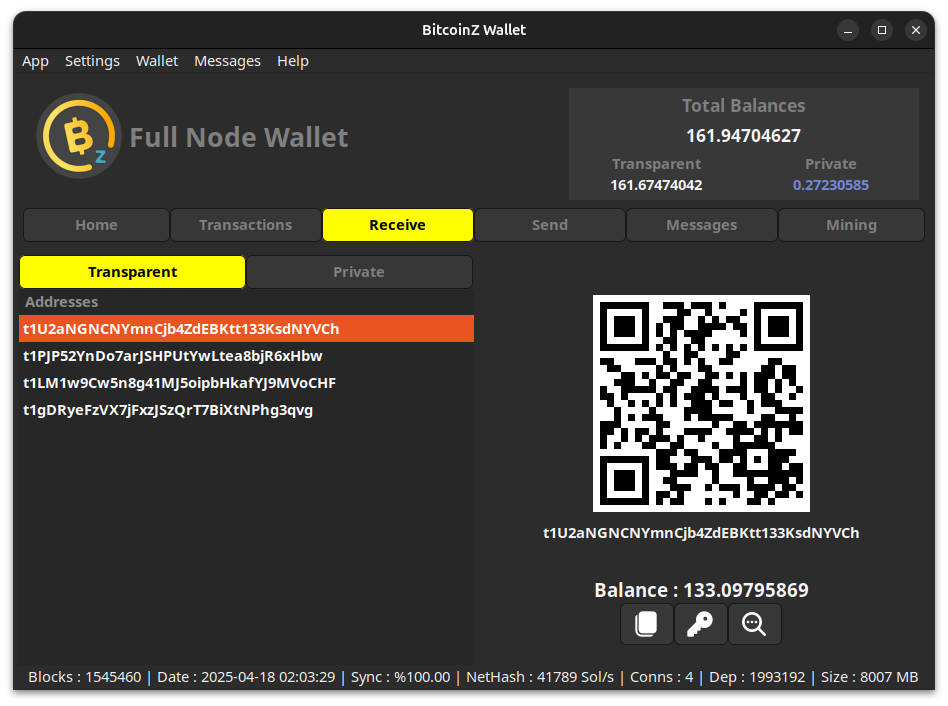 BitcoinZ Wallet
App Settings Wallet Messages Help
Full Node Wallet
Total Balances
161.94704627
Transparent Private
161.67474042 0.27230585
Home Transactions Receive Send Messages Mining
Transparent Private
Addresses
t1U2aNGNCNYmnCjb4ZdEBKtt133KsdNYVCh
t1PJP52YnDo7arJSHPUtYwLtea8bjR6xHbw
t1LM1w9Cw5n8g41MJ5oipbHkafYJ9MVoCHF
t1gDRyeFzVX7jFxzJSzQrT7BiXtNPhg3qvg
t1U2aNGNCNYmnCjb4ZdEBKtt133KsdNYVCh
Balance : 133.09795869
Blocks : 1545460 | Date : 2025-04-18 02:03:29 | Sync : %100.00 | NetHash : 41789 Sol/s | Conns : 4 | Dep : 1993192 | Size : 8007 MB